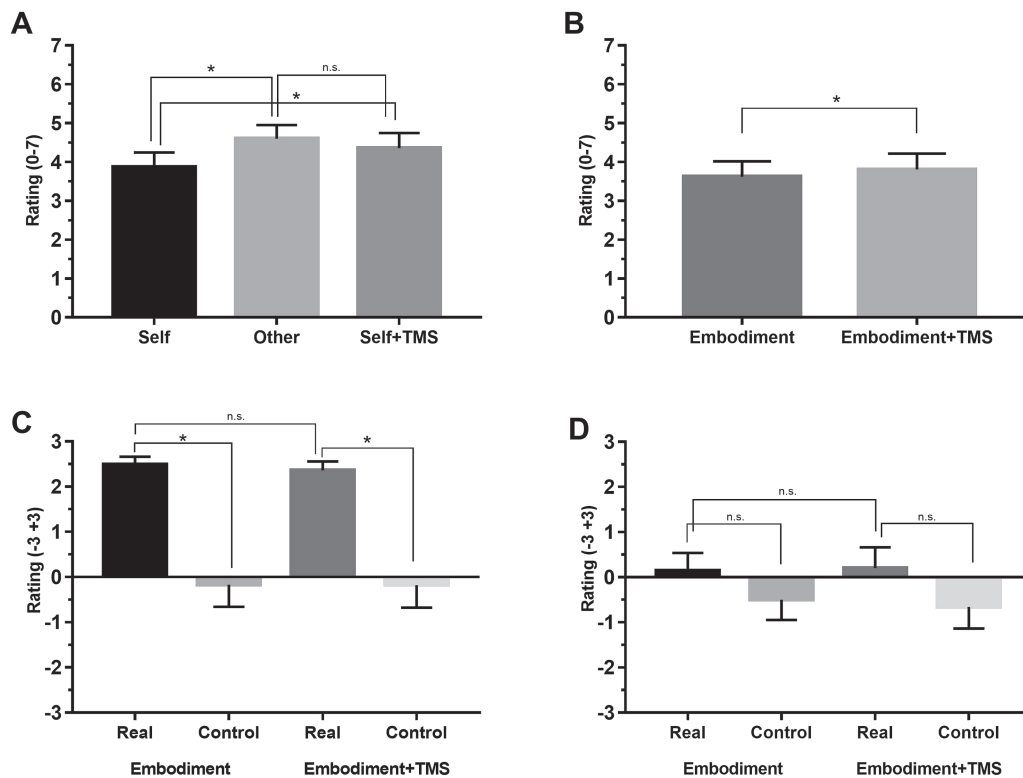 A
7
6
5
4
3
2
1
0
Rating (0-7)
*
n.s.
*
Self Other Self+TMS
B
7
6
5
4
3
2
1
0
Rating (0-7)
*
Embodiment Embodiment+TMS
C
3
2
1
0
-1
-2
-3
Rating (-3 +3)
n.s.
*
*
Real Control Real Control
Embodiment Embodiment+TMS
D
3
2
1
0
-1
-2
-3
Rating (-3 +3)
n.s.
n.s.
n.s.
Real Control Real Control
Embodiment Embodiment+TMS